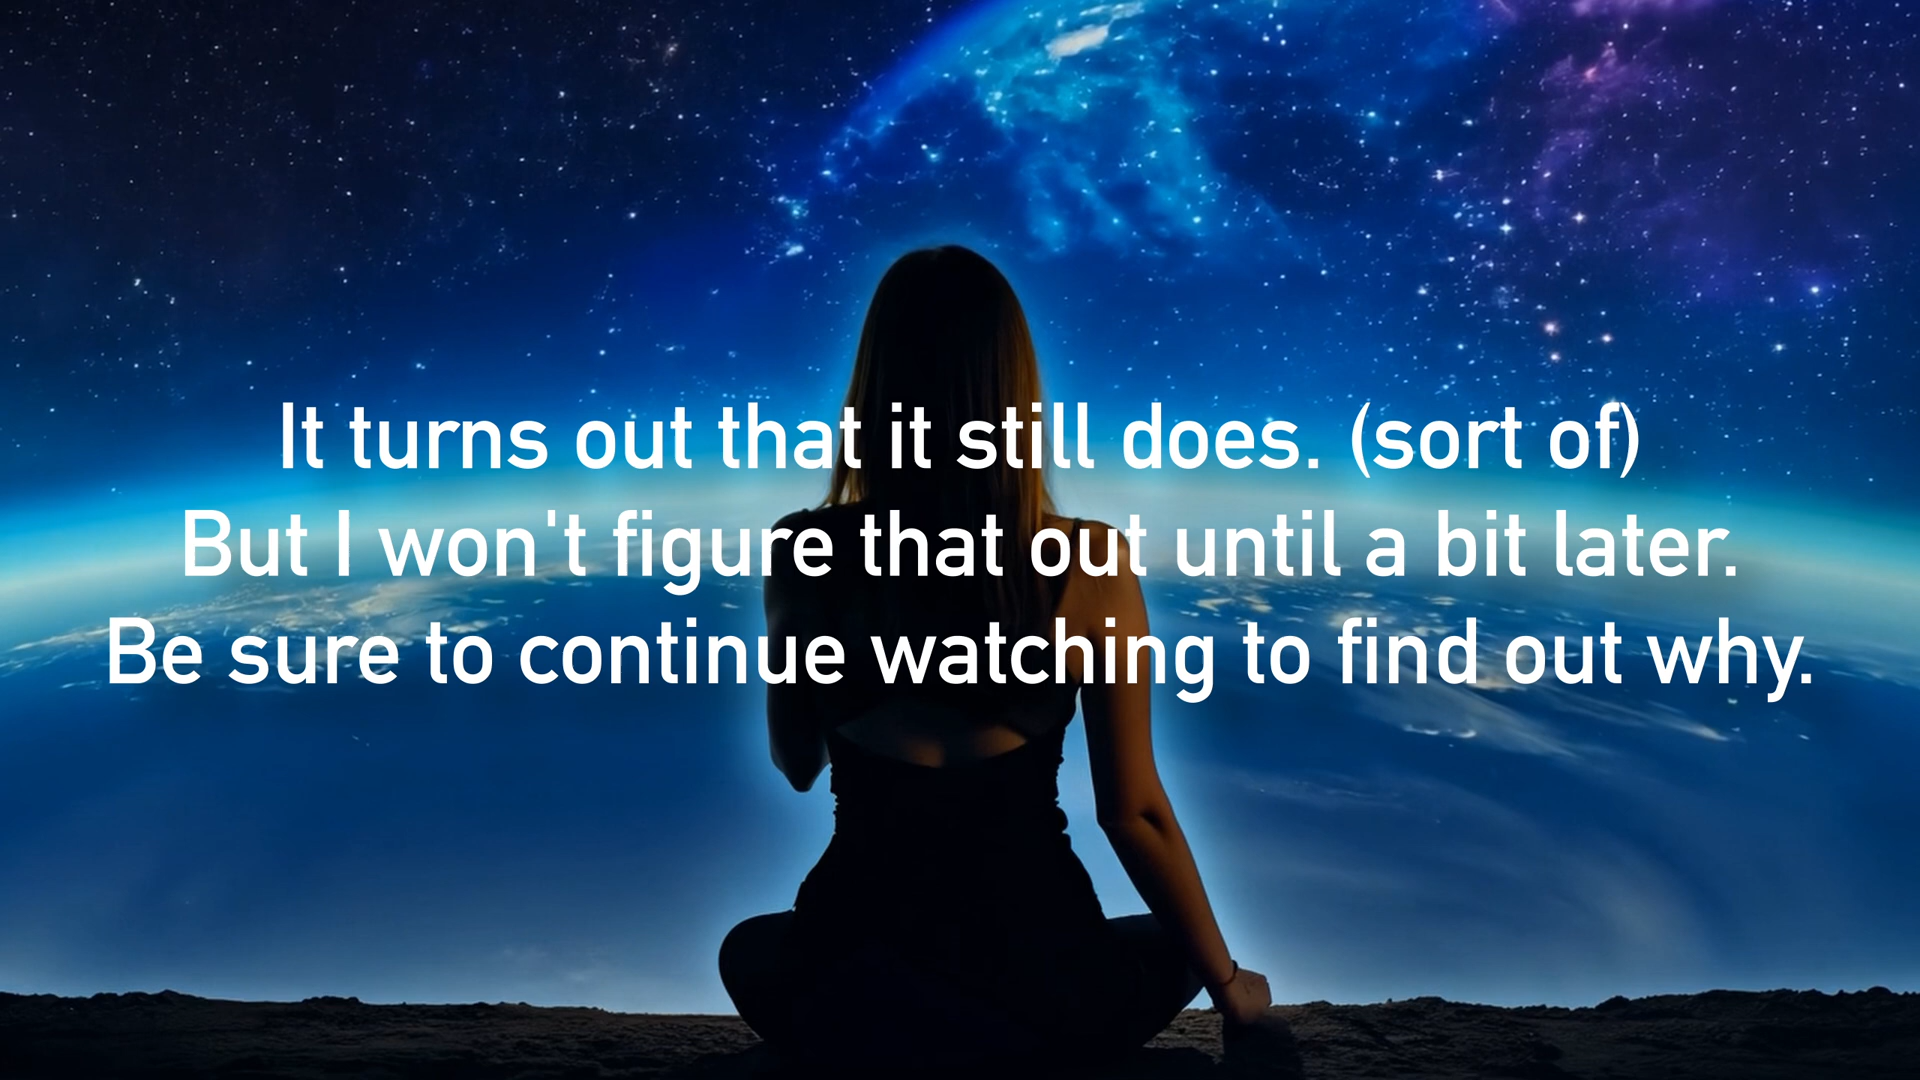 It turns out that it still does. (sort of)
But I won't figure that out until a bit later.
Be sure to continue watching to find out why.